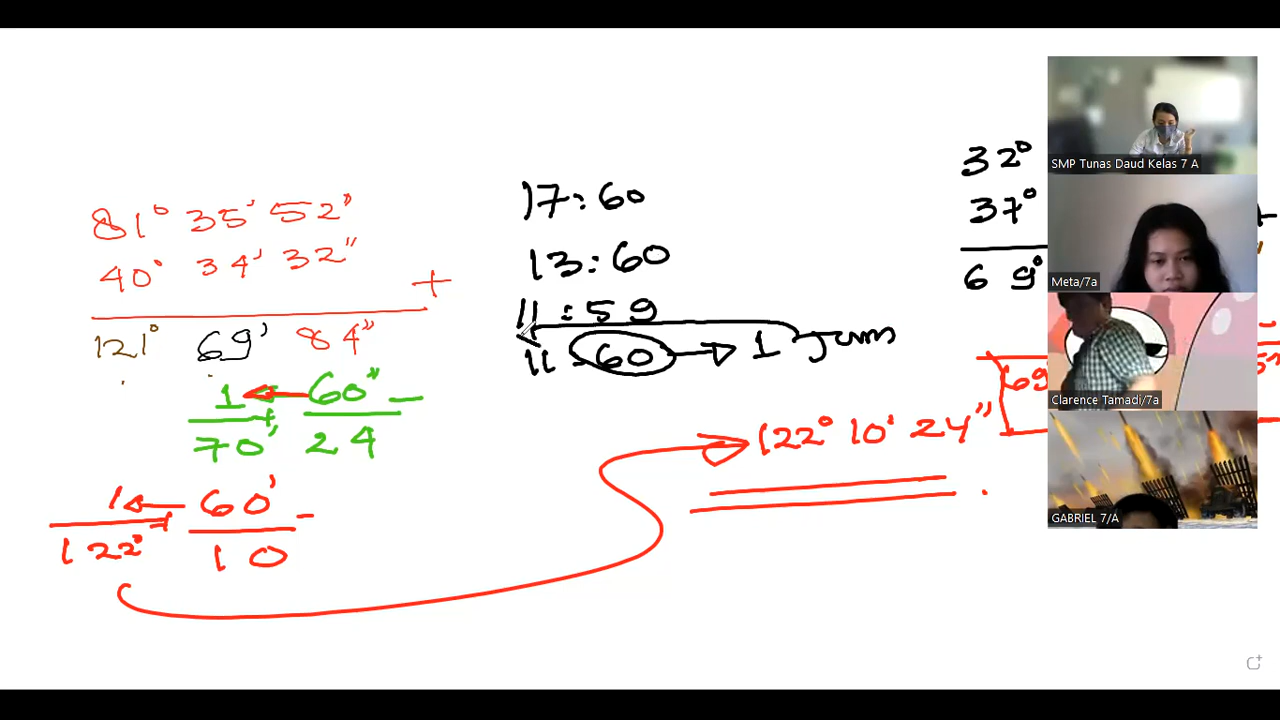 81° 35' 52"
40° 34' 32"
+
121° 69' 84"
1 ← 60" -
70' 24
1 ← 60' -
122° 10
17:60
13:60
11:59
11:60 → 1 Jam
122° 10' 24"
32°
37°
69°
69
SMP Tunas Daud Kelas 7 A
Meta/7a
Clarence Tamadi/7a
GABRIEL 7/A